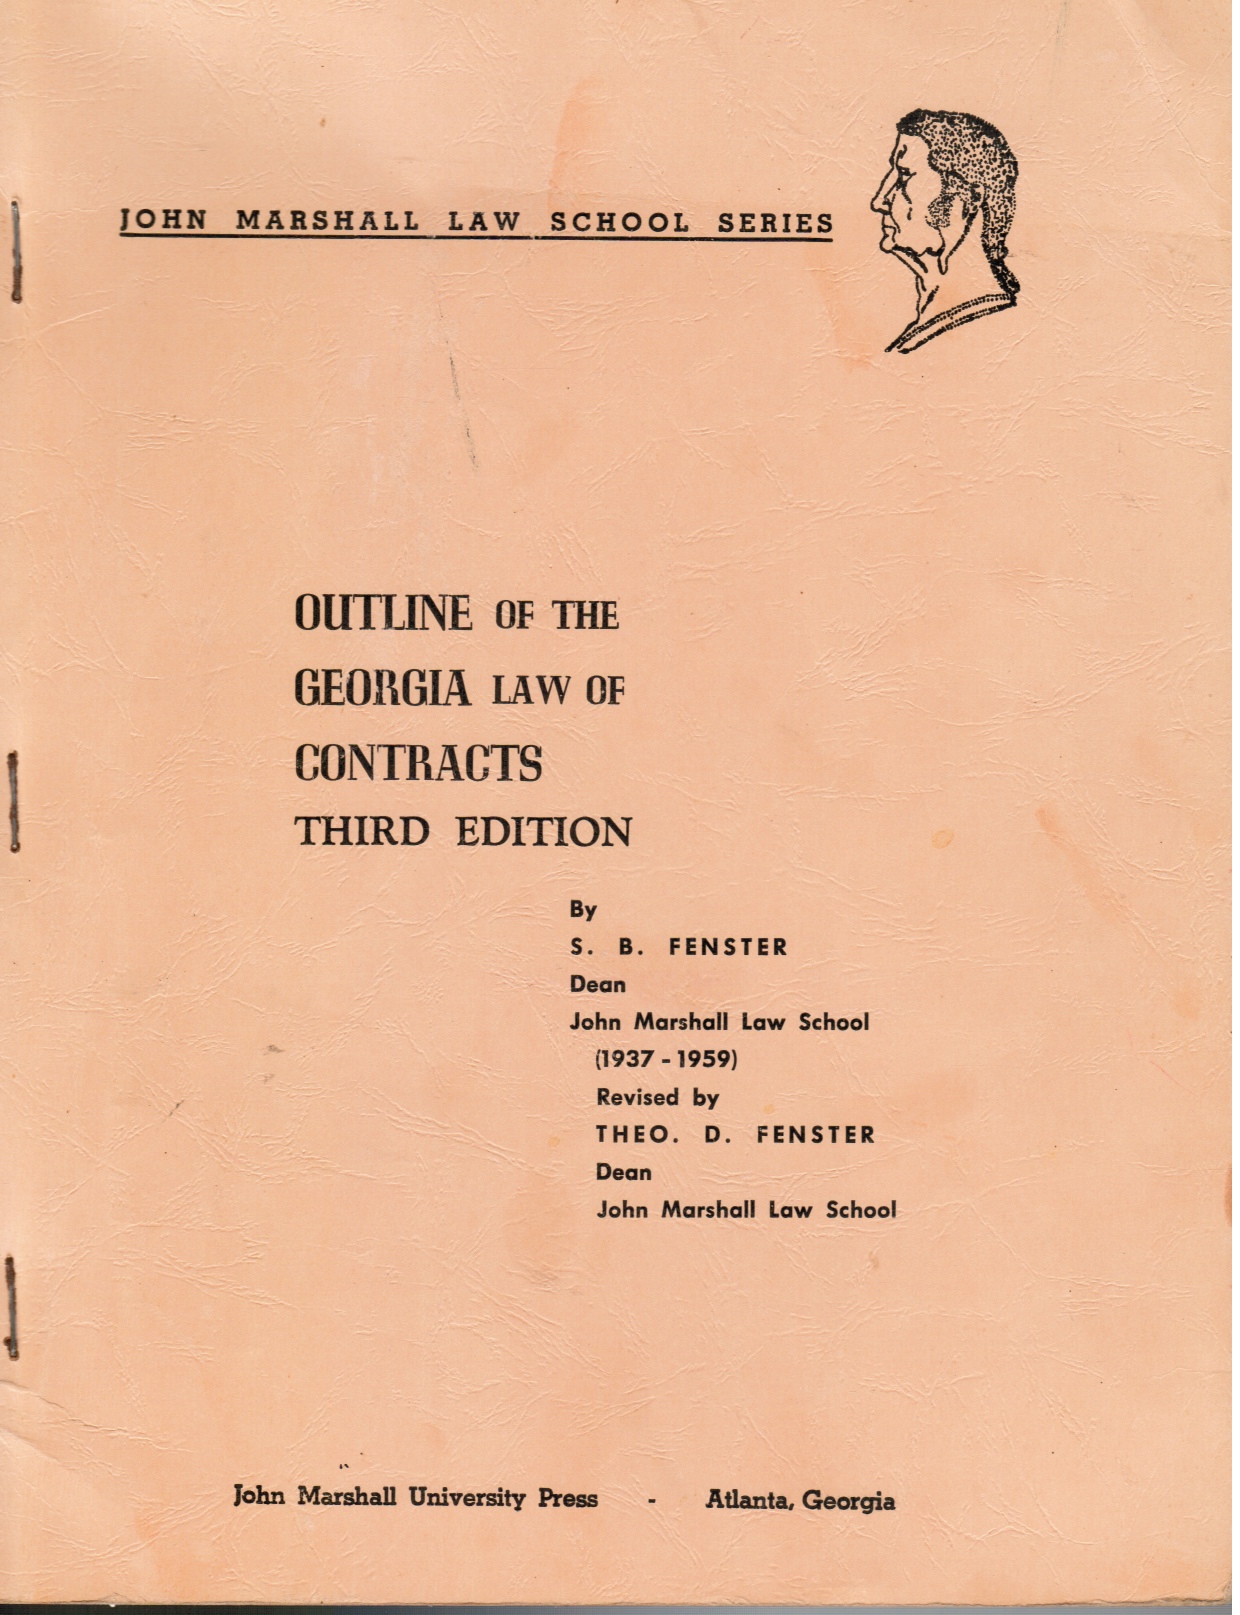 JOHN MARSHALL LAW SCHOOL SERIES
OUTLINE OF THE
GEORGIA LAW OF
CONTRACTS
THIRD EDITION
By
S. B. FENSTER
Dean
John Marshall Law School
(1937 - 1959)
Revised by
THEO. D. FENSTER
Dean
John Marshall Law School
John Marshall University Press - Atlanta, Georgia